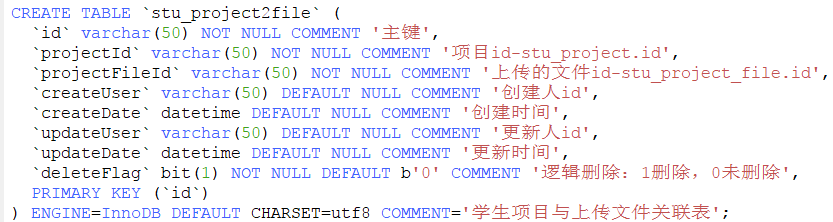 CREATE TABLE `stu_project2file` (
  `id` varchar(50) NOT NULL COMMENT '主键',
  `projectId` varchar(50) NOT NULL COMMENT '项目id-stu_project.id',
  `projectFileId` varchar(50) NOT NULL COMMENT '上传的文件id-stu_project_file.id',
  `createUser` varchar(50) DEFAULT NULL COMMENT '创建人id',
  `createDate` datetime DEFAULT NULL COMMENT '创建时间',
  `updateUser` varchar(50) DEFAULT NULL COMMENT '更新人id',
  `updateDate` datetime DEFAULT NULL COMMENT '更新时间',
  `deleteFlag` bit(1) NOT NULL DEFAULT b'0' COMMENT '逻辑删除：1删除，0未删除',
  PRIMARY KEY (`id`)
) ENGINE=InnoDB DEFAULT CHARSET=utf8 COMMENT='学生项目与上传文件关联表';